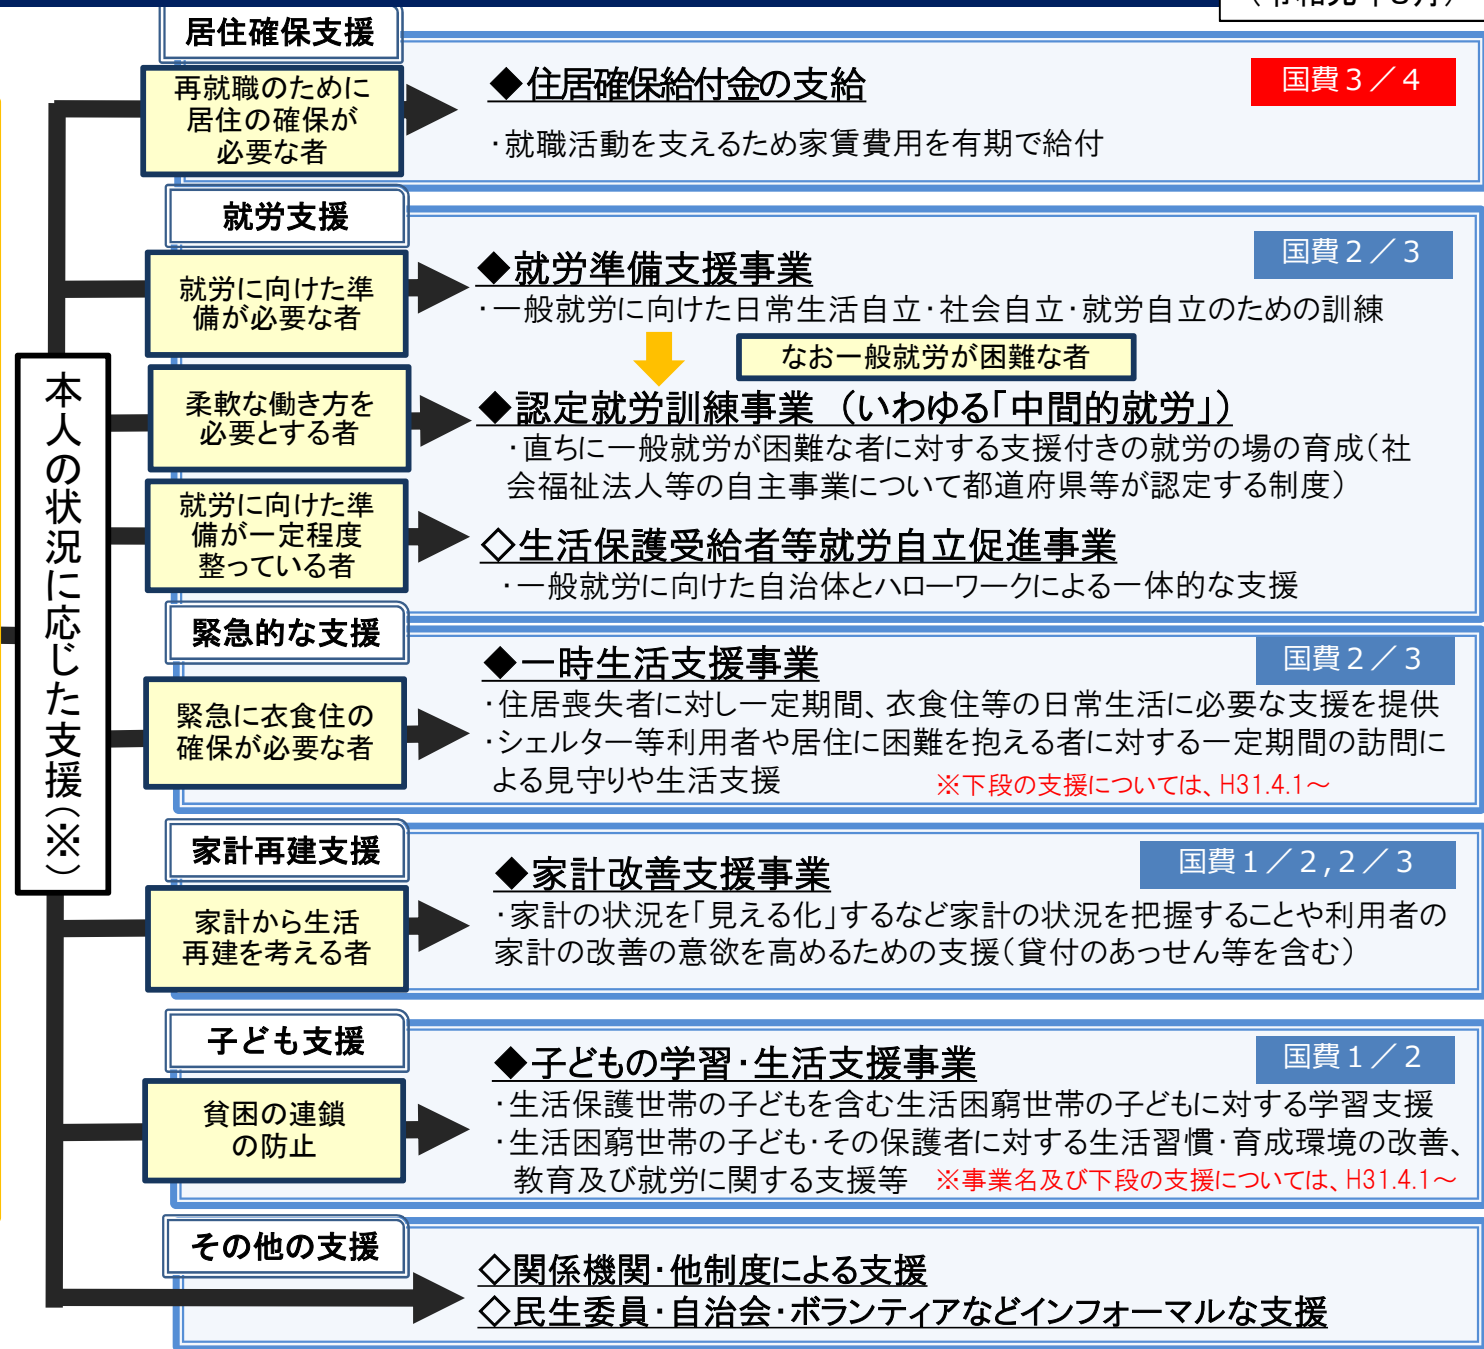 本人の状況に応じた支援（※）
居住確保支援
再就職のために
居住の確保が
必要な者
◆住居確保給付金の支給
国費３／４
・就職活動を支えるため家賃費用を有期で給付
就労支援
国費２／３
就労に向けた準
備が必要な者
◆就労準備支援事業
・一般就労に向けた日常生活自立・社会自立・就労自立のための訓練
なお一般就労が困難な者
柔軟な働き方を
必要とする者
◆認定就労訓練事業（いわゆる「中間的就労」）
・直ちに一般就労が困難な者に対する支援付きの就労の場の育成（社
会福祉法人等の自主事業について都道府県等が認定する制度）
就労に向けた準
備が一定程度
整っている者
◇生活保護受給者等就労自立促進事業
・一般就労に向けた自治体とハローワークによる一体的な支援
緊急的な支援
緊急に衣食住の
確保が必要な者
◆一時生活支援事業
国費２／３
・住居喪失者に対し一定期間、衣食住等の日常生活に必要な支援を提供
・シェルター等利用者や居住に困難を抱える者に対する一定期間の訪問に
よる見守りや生活支援
※下段の支援については、H31.4.1～
家計再建支援
家計から生活
再建を考える者
◆家計改善支援事業
国費１／２，２／３
・家計の状況を「見える化」するなど家計の状況を把握することや利用者の
家計の改善の意欲を高めるための支援（貸付のあっせん等を含む）
子ども支援
貧困の連鎖
の防止
◆子どもの学習・生活支援事業
国費１／２
・生活保護世帯の子どもを含む生活困窮世帯の子どもに対する学習支援
・生活困窮世帯の子ども・その保護者に対する生活習慣・育成環境の改善、
教育及び就労に関する支援等
※事業名及び下段の支援については、H31.4.1～
その他の支援
◇関係機関・他制度による支援
◇民生委員・自治会・ボランティアなどインフォーマルな支援